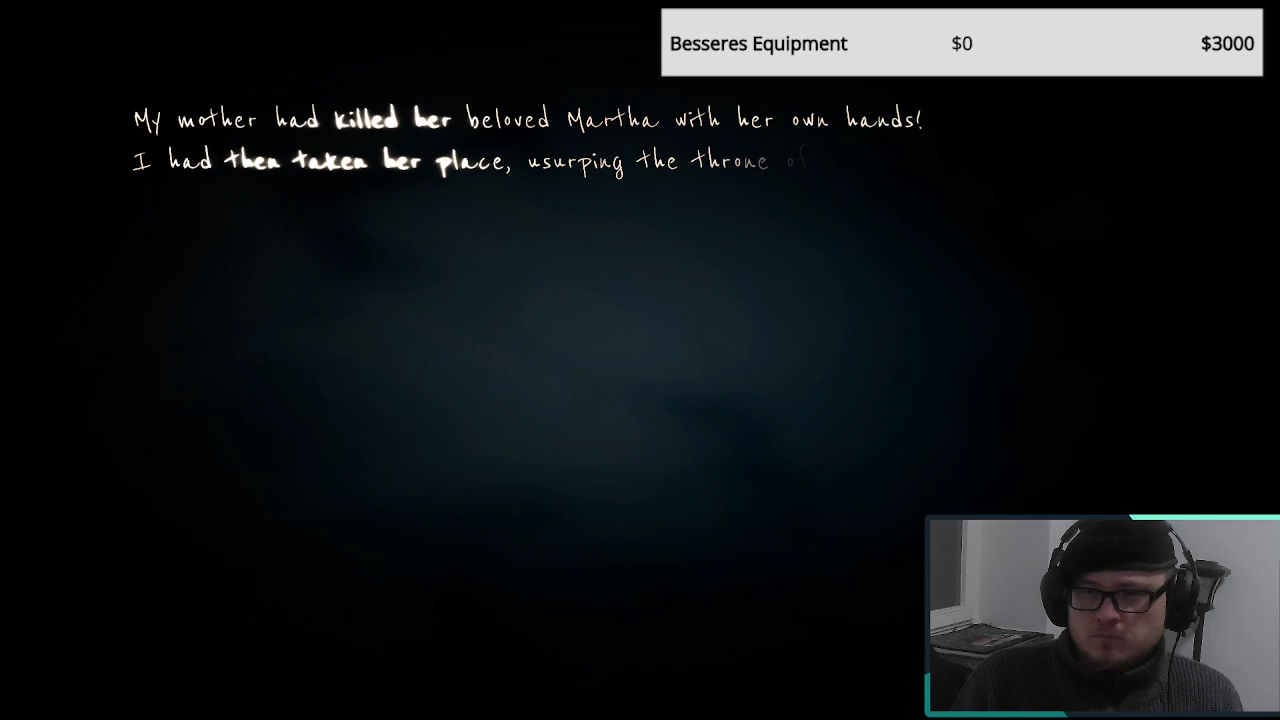 Besseres Equipment $0 $3000
My mother had killed her beloved Martha with her own hands!
I had then taken her place, usurping the throne of